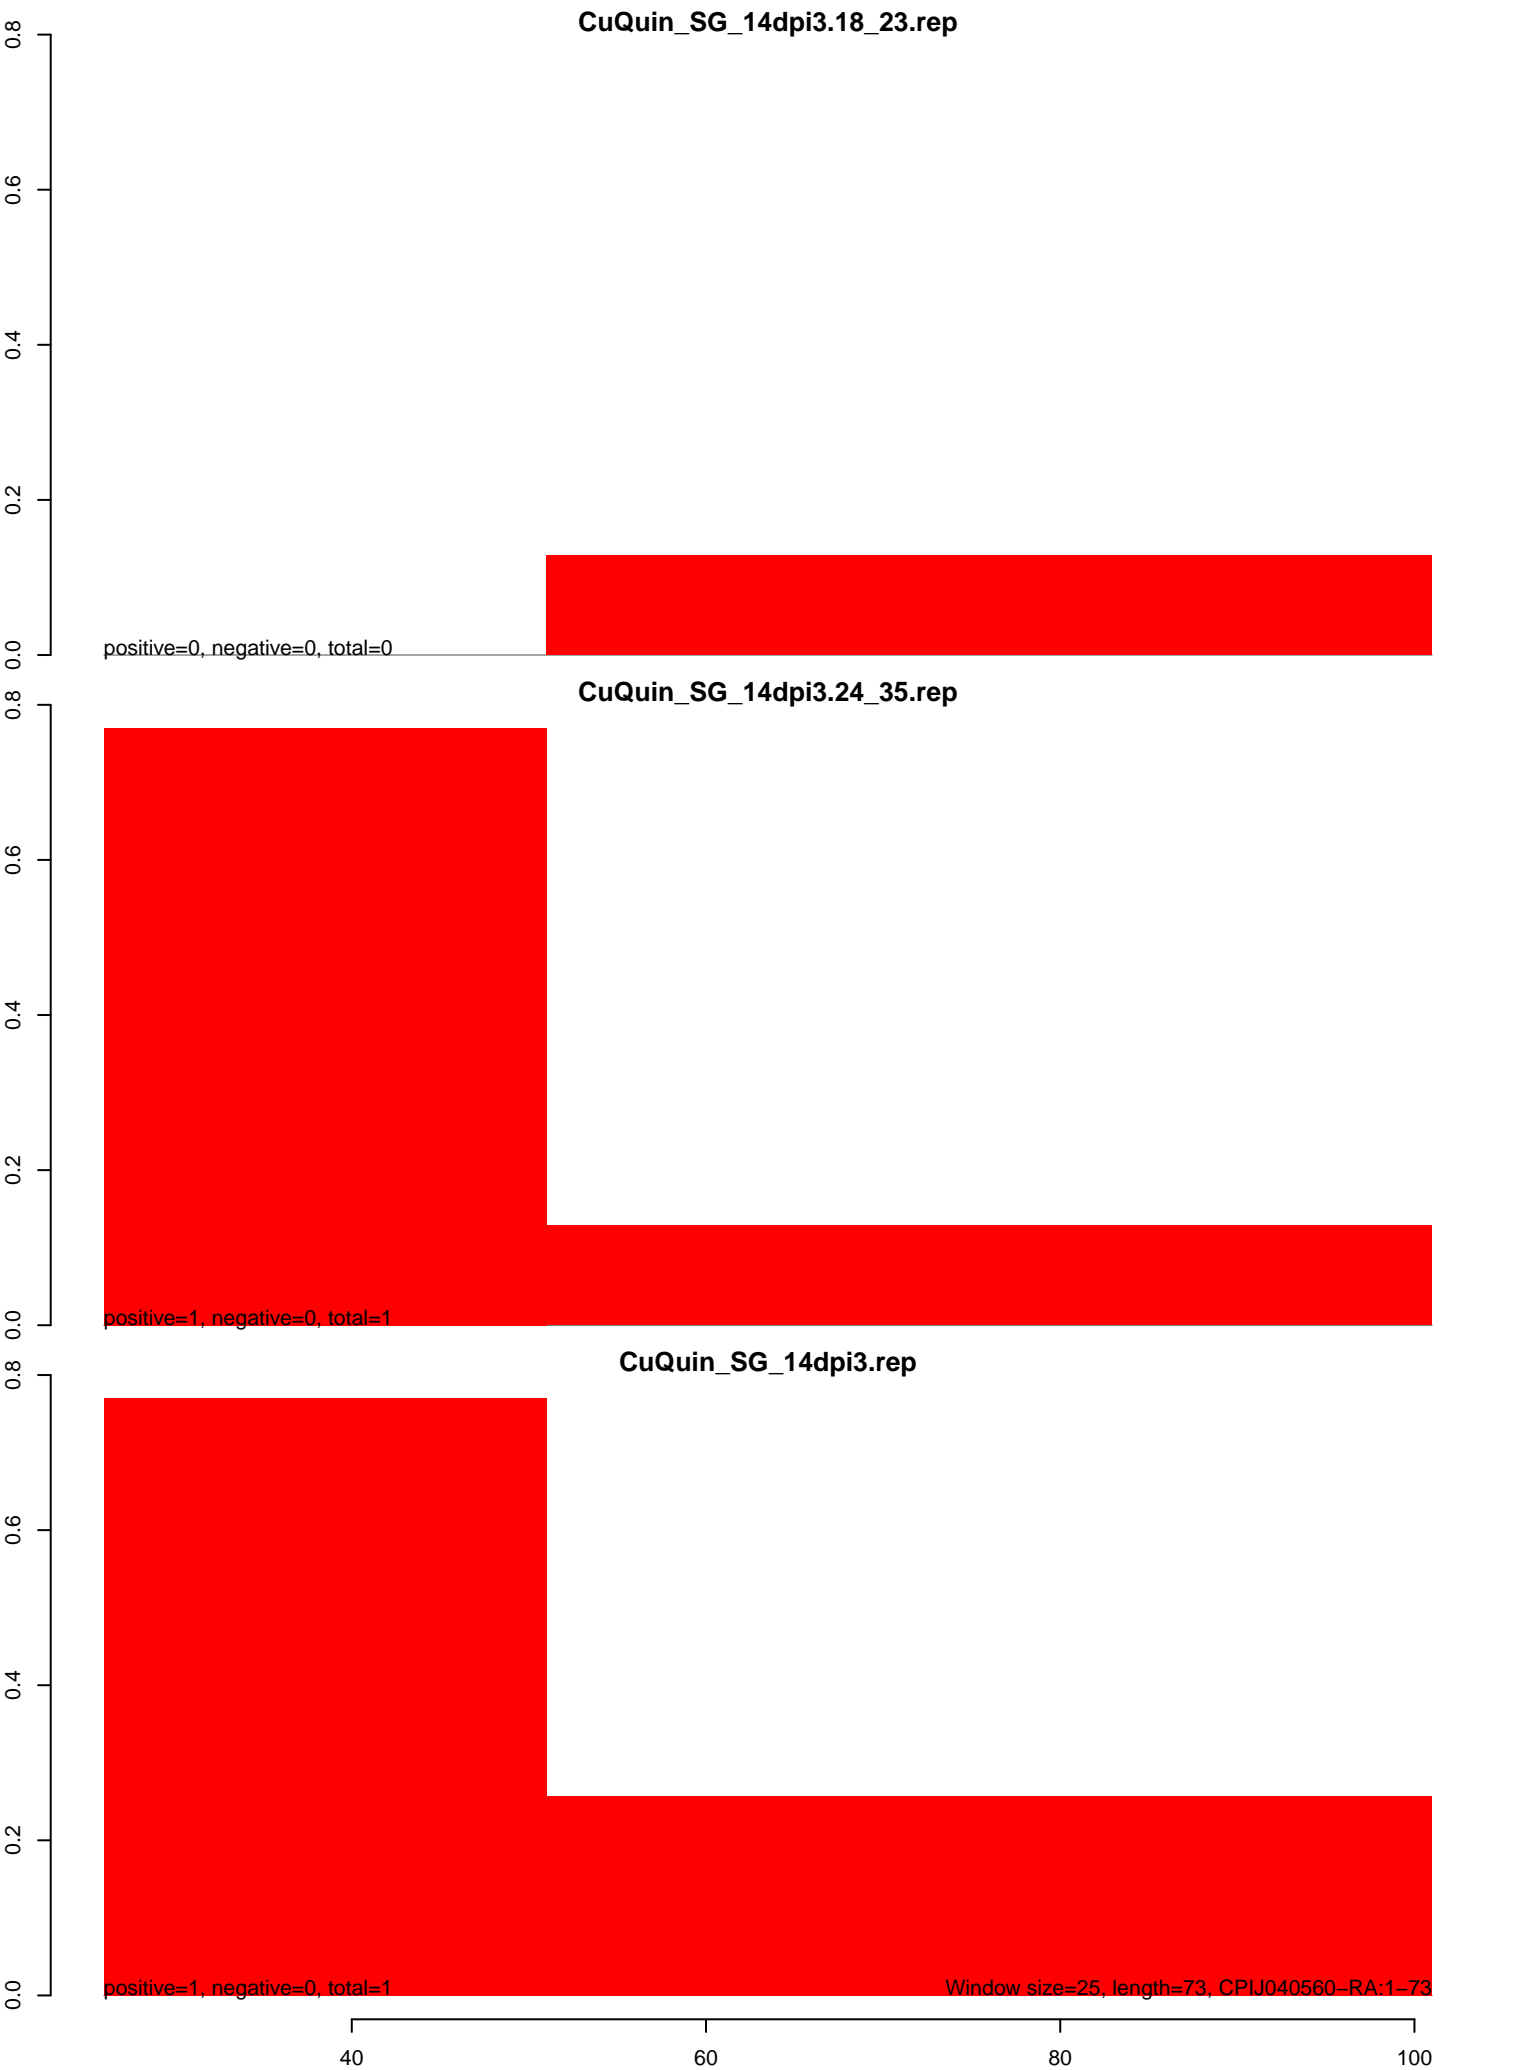 CuQuin_SG_14dpi3.18_23.rep
0.8
0.6
0.4
0.2
0.0
positive=0, negative=0, total=0
CuQuin_SG_14dpi3.24_35.rep
0.8
0.6
0.4
0.2
0.0
positive=1, negative=0, total=1
CuQuin_SG_14dpi3.rep
0.8
0.6
0.4
0.2
0.0
positive=1, negative=0, total=1
Window size=25, length=73, CPIJ040560−RA:1−73
40 60 80 100